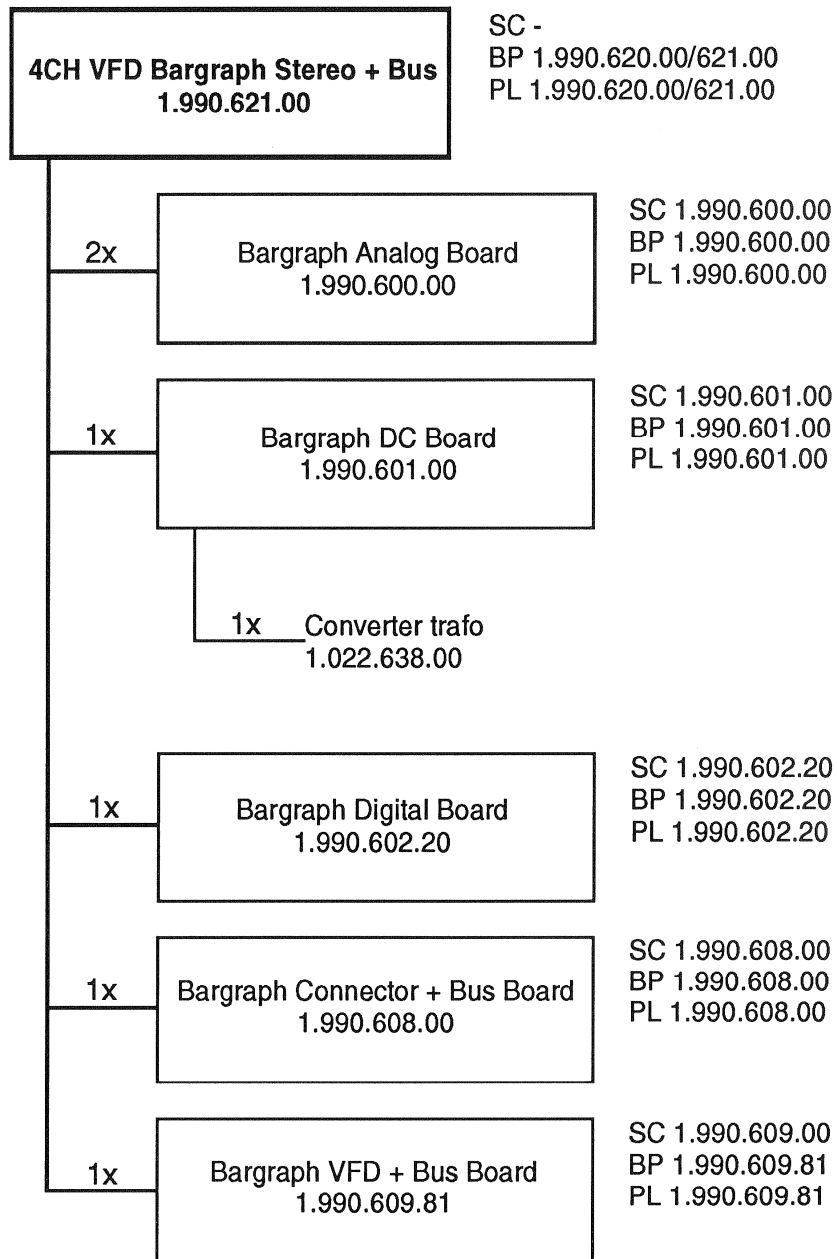 4CH VFD Bargraph Stereo + Bus
1.990.621.00
SC -
BP 1.990.620.00/621.00
PL 1.990.620.00/621.00
2x
Bargraph Analog Board
1.990.600.00
SC 1.990.600.00
BP 1.990.600.00
PL 1.990.600.00
1x
Bargraph DC Board
1.990.601.00
SC 1.990.601.00
BP 1.990.601.00
PL 1.990.601.00
1x
Converter trafo
1.022.638.00
1x
Bargraph Digital Board
1.990.602.20
SC 1.990.602.20
BP 1.990.602.20
PL 1.990.602.20
1x
Bargraph Connector + Bus Board
1.990.608.00
SC 1.990.608.00
BP 1.990.608.00
PL 1.990.608.00
1x
Bargraph VFD + Bus Board
1.990.609.81
SC 1.990.609.00
BP 1.990.609.81
PL 1.990.609.81